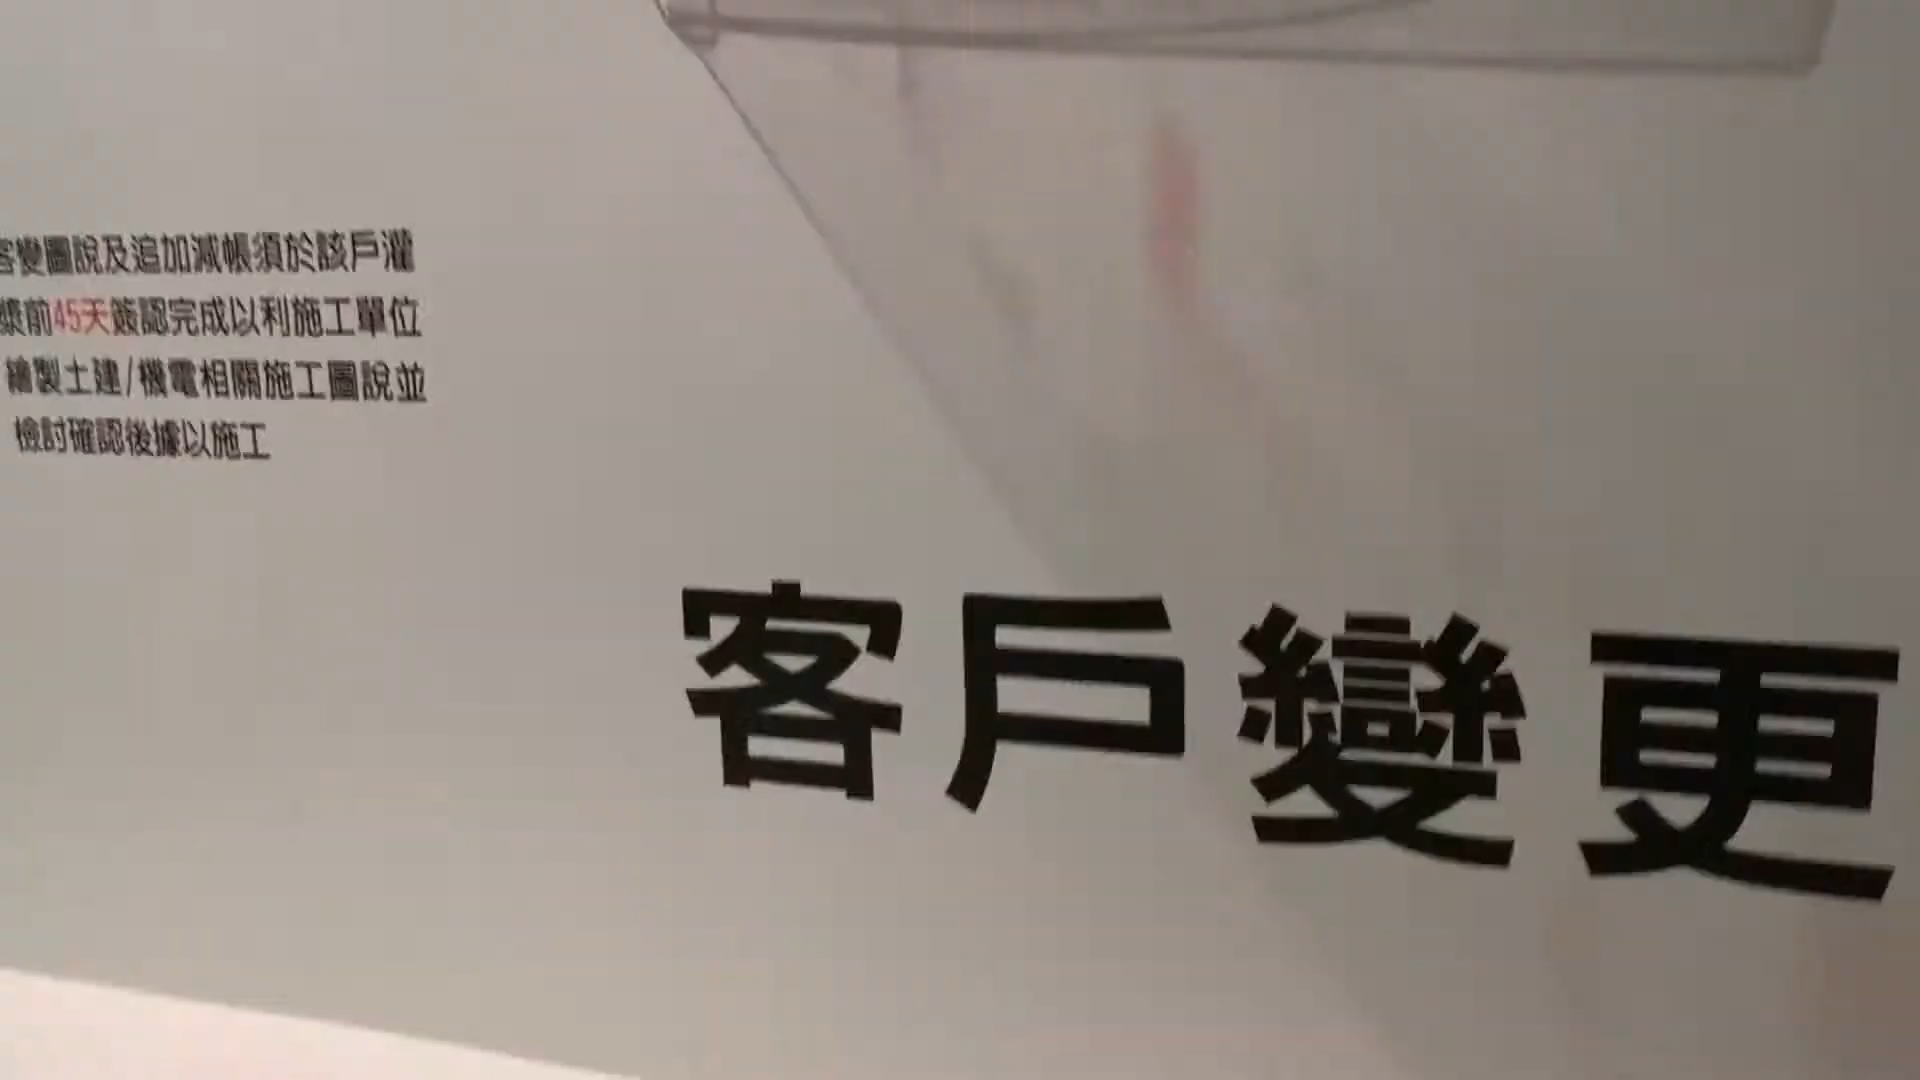 客變圖說及追加減帳須於該戶灌
漿前45天簽認完成以利施工單位
繪製土建/機電相關施工圖說並
檢討確認後據以施工
客戶變更